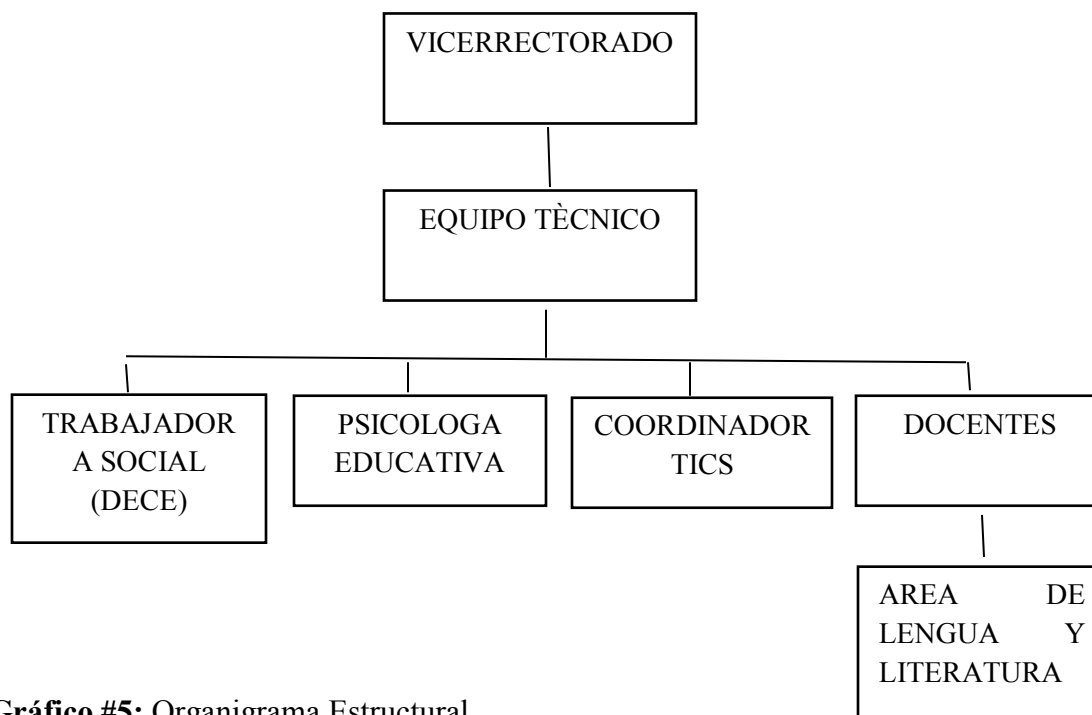 VICERRECTORADO
EQUIPO TÈCNICO
TRABAJADOR
A SOCIAL
(DECE)
PSICOLOGA
EDUCATIVA
COORDINADOR
TICS
DOCENTES
AREA DE
LENGUA Y
LITERATURA
Gráfico #5: Organigrama Estructural